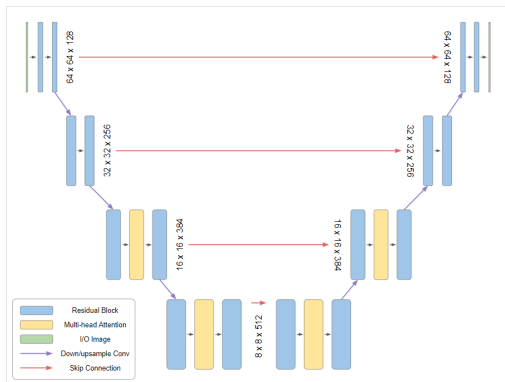 64 x 64 x 128
64 x 64 x 128
32 x 32 x 256
32 x 32 x 256
16 x 16 x 384
16 x 16 x 384
8 x 8 x 512
Residual Block
Multi-head Attention
I/O Image
Down/upsample Conv
Skip Connection